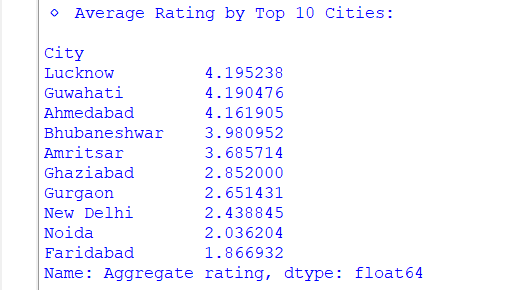 ⋄ Average Rating by Top 10 Cities:
City
Lucknow 4.195238
Guwahati 4.190476
Ahmedabad 4.161905
Bhubaneshwar 3.980952
Amritsar 3.685714
Ghaziabad 2.852000
Gurgaon 2.651431
New Delhi 2.438845
Noida 2.036204
Faridabad 1.866932
Name: Aggregate rating, dtype: float64